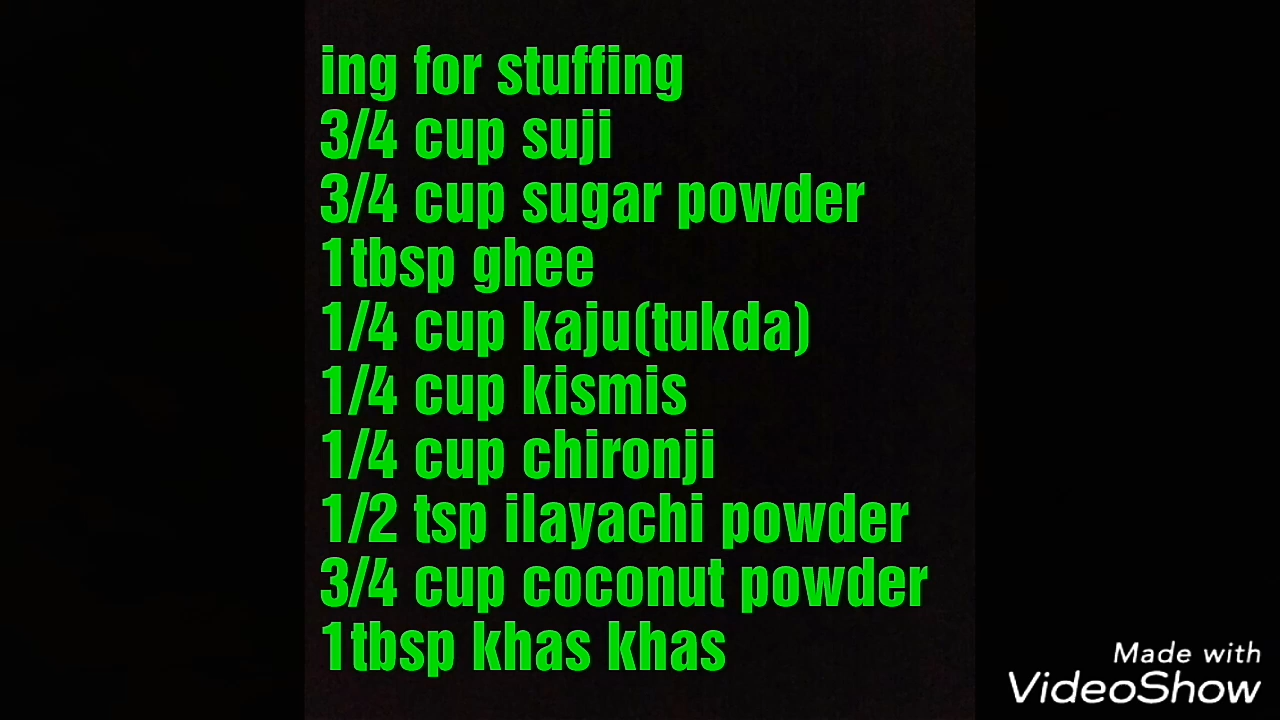 ing for stuffing
3/4 cup suji
3/4 cup sugar powder
1tbsp ghee
1/4 cup kaju(tukda)
1/4 cup kismis
1/4 cup chironji
1/2 tsp ilayachi powder
3/4 cup coconut powder
1tbsp khas khas
Made with
VideoShow